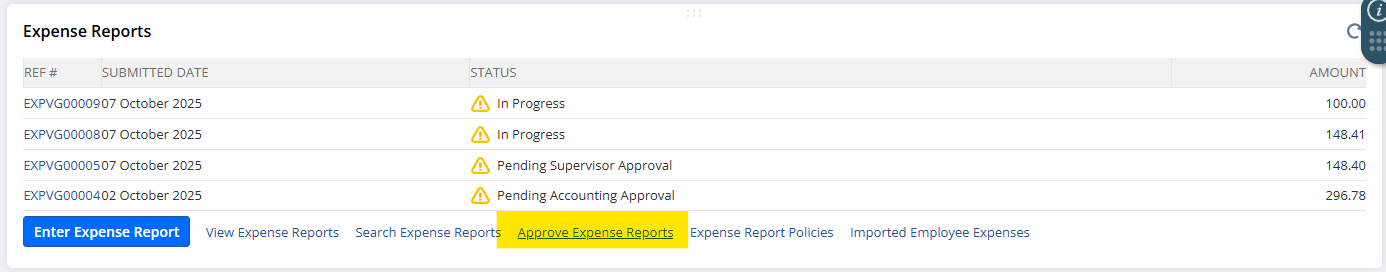 Expense Reports
REF # SUBMITTED DATE STATUS AMOUNT
EXPVG00009 07 October 2025 In Progress 100.00
EXPVG00008 07 October 2025 In Progress 148.41
EXPVG00005 07 October 2025 Pending Supervisor Approval 148.40
EXPVG00004 02 October 2025 Pending Accounting Approval 296.78
Enter Expense Report View Expense Reports Search Expense Reports Approve Expense Reports Expense Report Policies Imported Employee Expenses